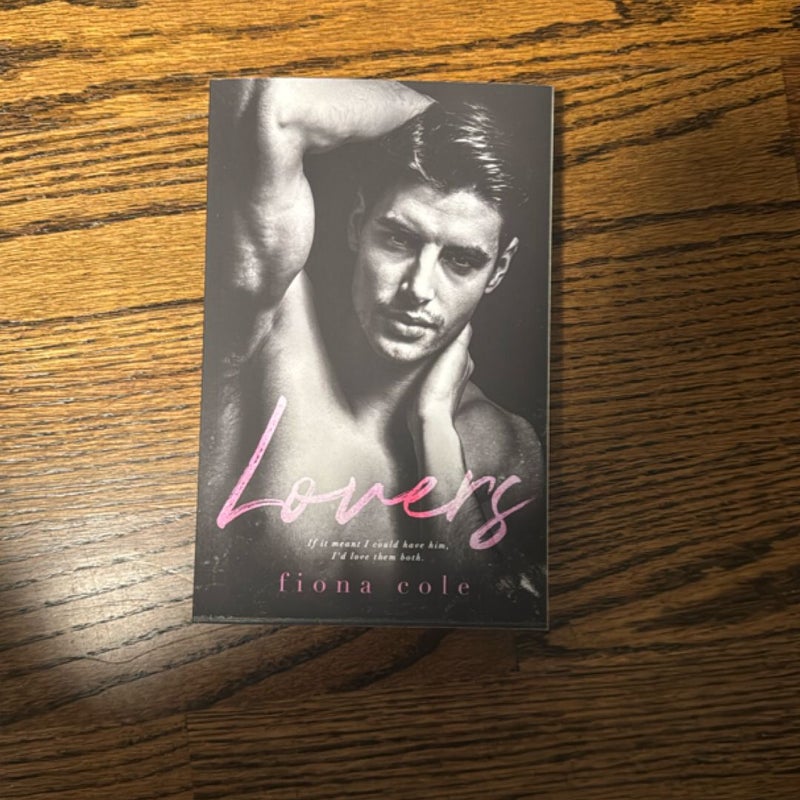 Lovers
If it meant I could have him,
I'd love them both.
fiona cole